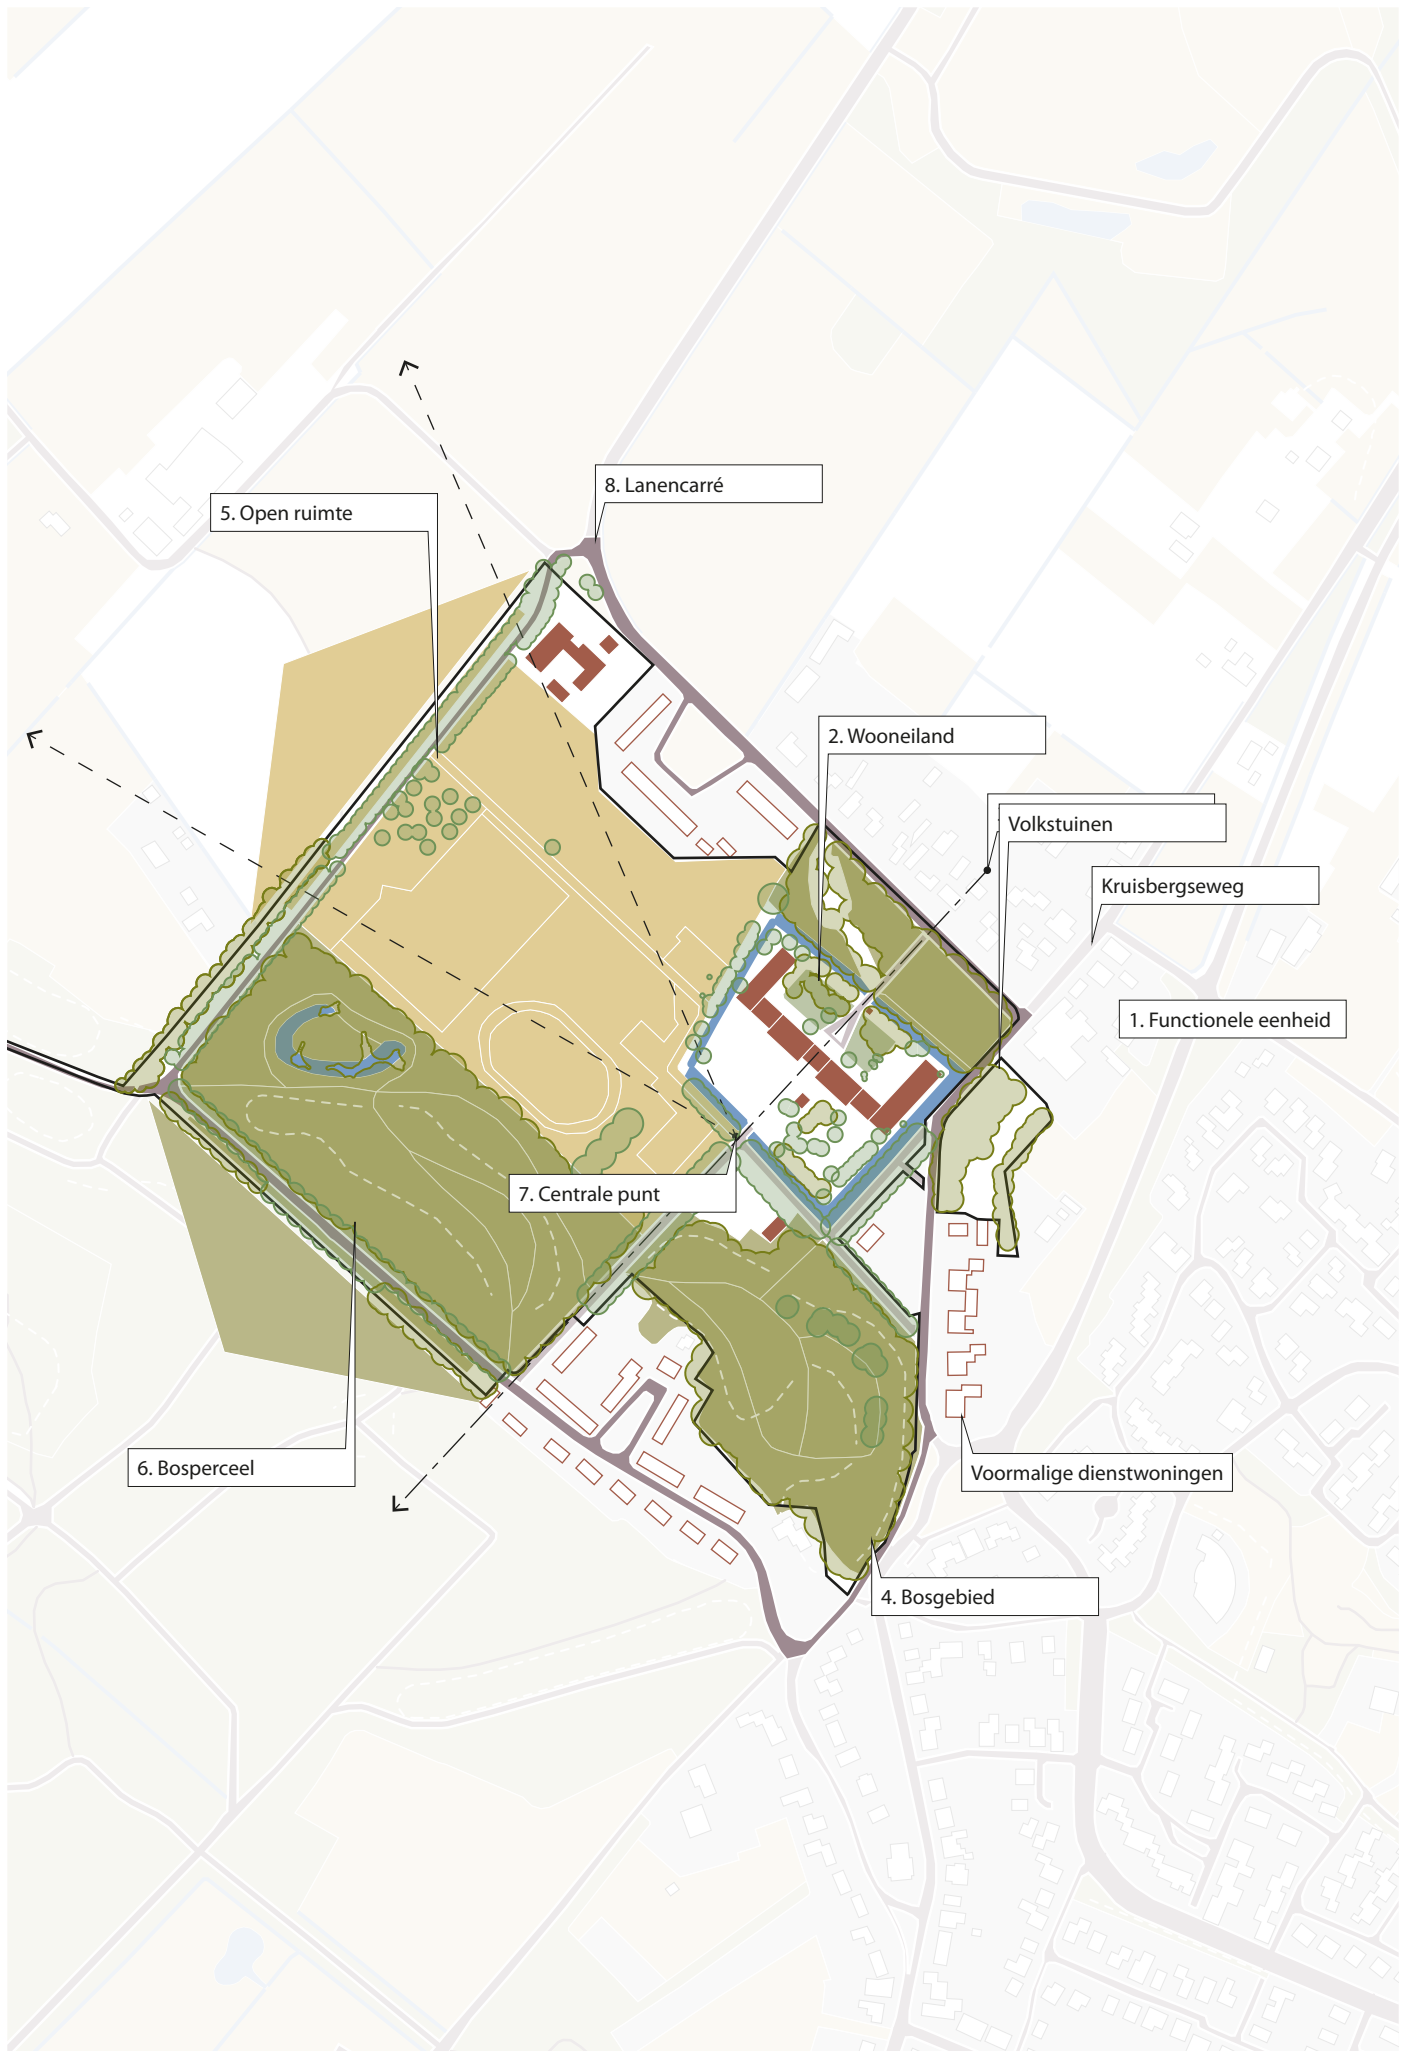 8. Lanencarré
5. Open ruimte
2. Wooneiland
Volkstuinen
Kruisbergseweg
1. Functionele eenheid
7. Centrale punt
6. Bosperceel
Voormalige dienstwoningen
4. Bosgebied